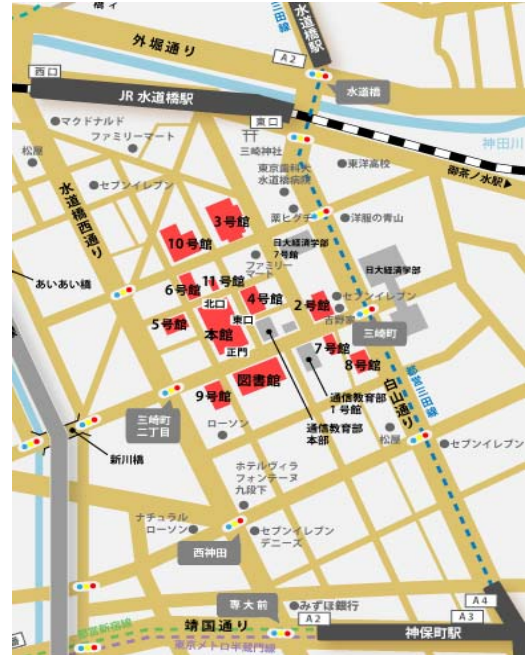 橋
外堀通り
三田線
水道橋駅
A2
水道橋
西口
JR 水道橋駅
東口
マクドナルド
ファミリーマート
三崎神社
神田川
松屋
東京歯科大
水道橋病院
東洋高校
御茶ノ水駅▶
セブンイレブン
水道橋西通り
薬ヒグチ
洋服の青山
3号館
10号館
日大経済学部
7号館
ファミリー
マート
日大経済学部
あいあい橋
11号館
6号館
北口
4号館
2号館
セブンイレブン
東口
吉野家
三崎町
5号館
本館
正門
7号館
8号館
図書館
9号館
通信教育部
1号館
白山通り
都営三田線
三崎町
二丁目
ローソン
通信教育部
本部
松屋
セブンイレブン
新川橋
ホテルヴィラ
フォンテーヌ
九段下
ナチュラル
ローソン
西神田
セブンイレブン
デニーズ
専大前
みずほ銀行
A4
A2
A3
都営新宿線
靖国通り
神保町駅
東京メトロ半蔵門線